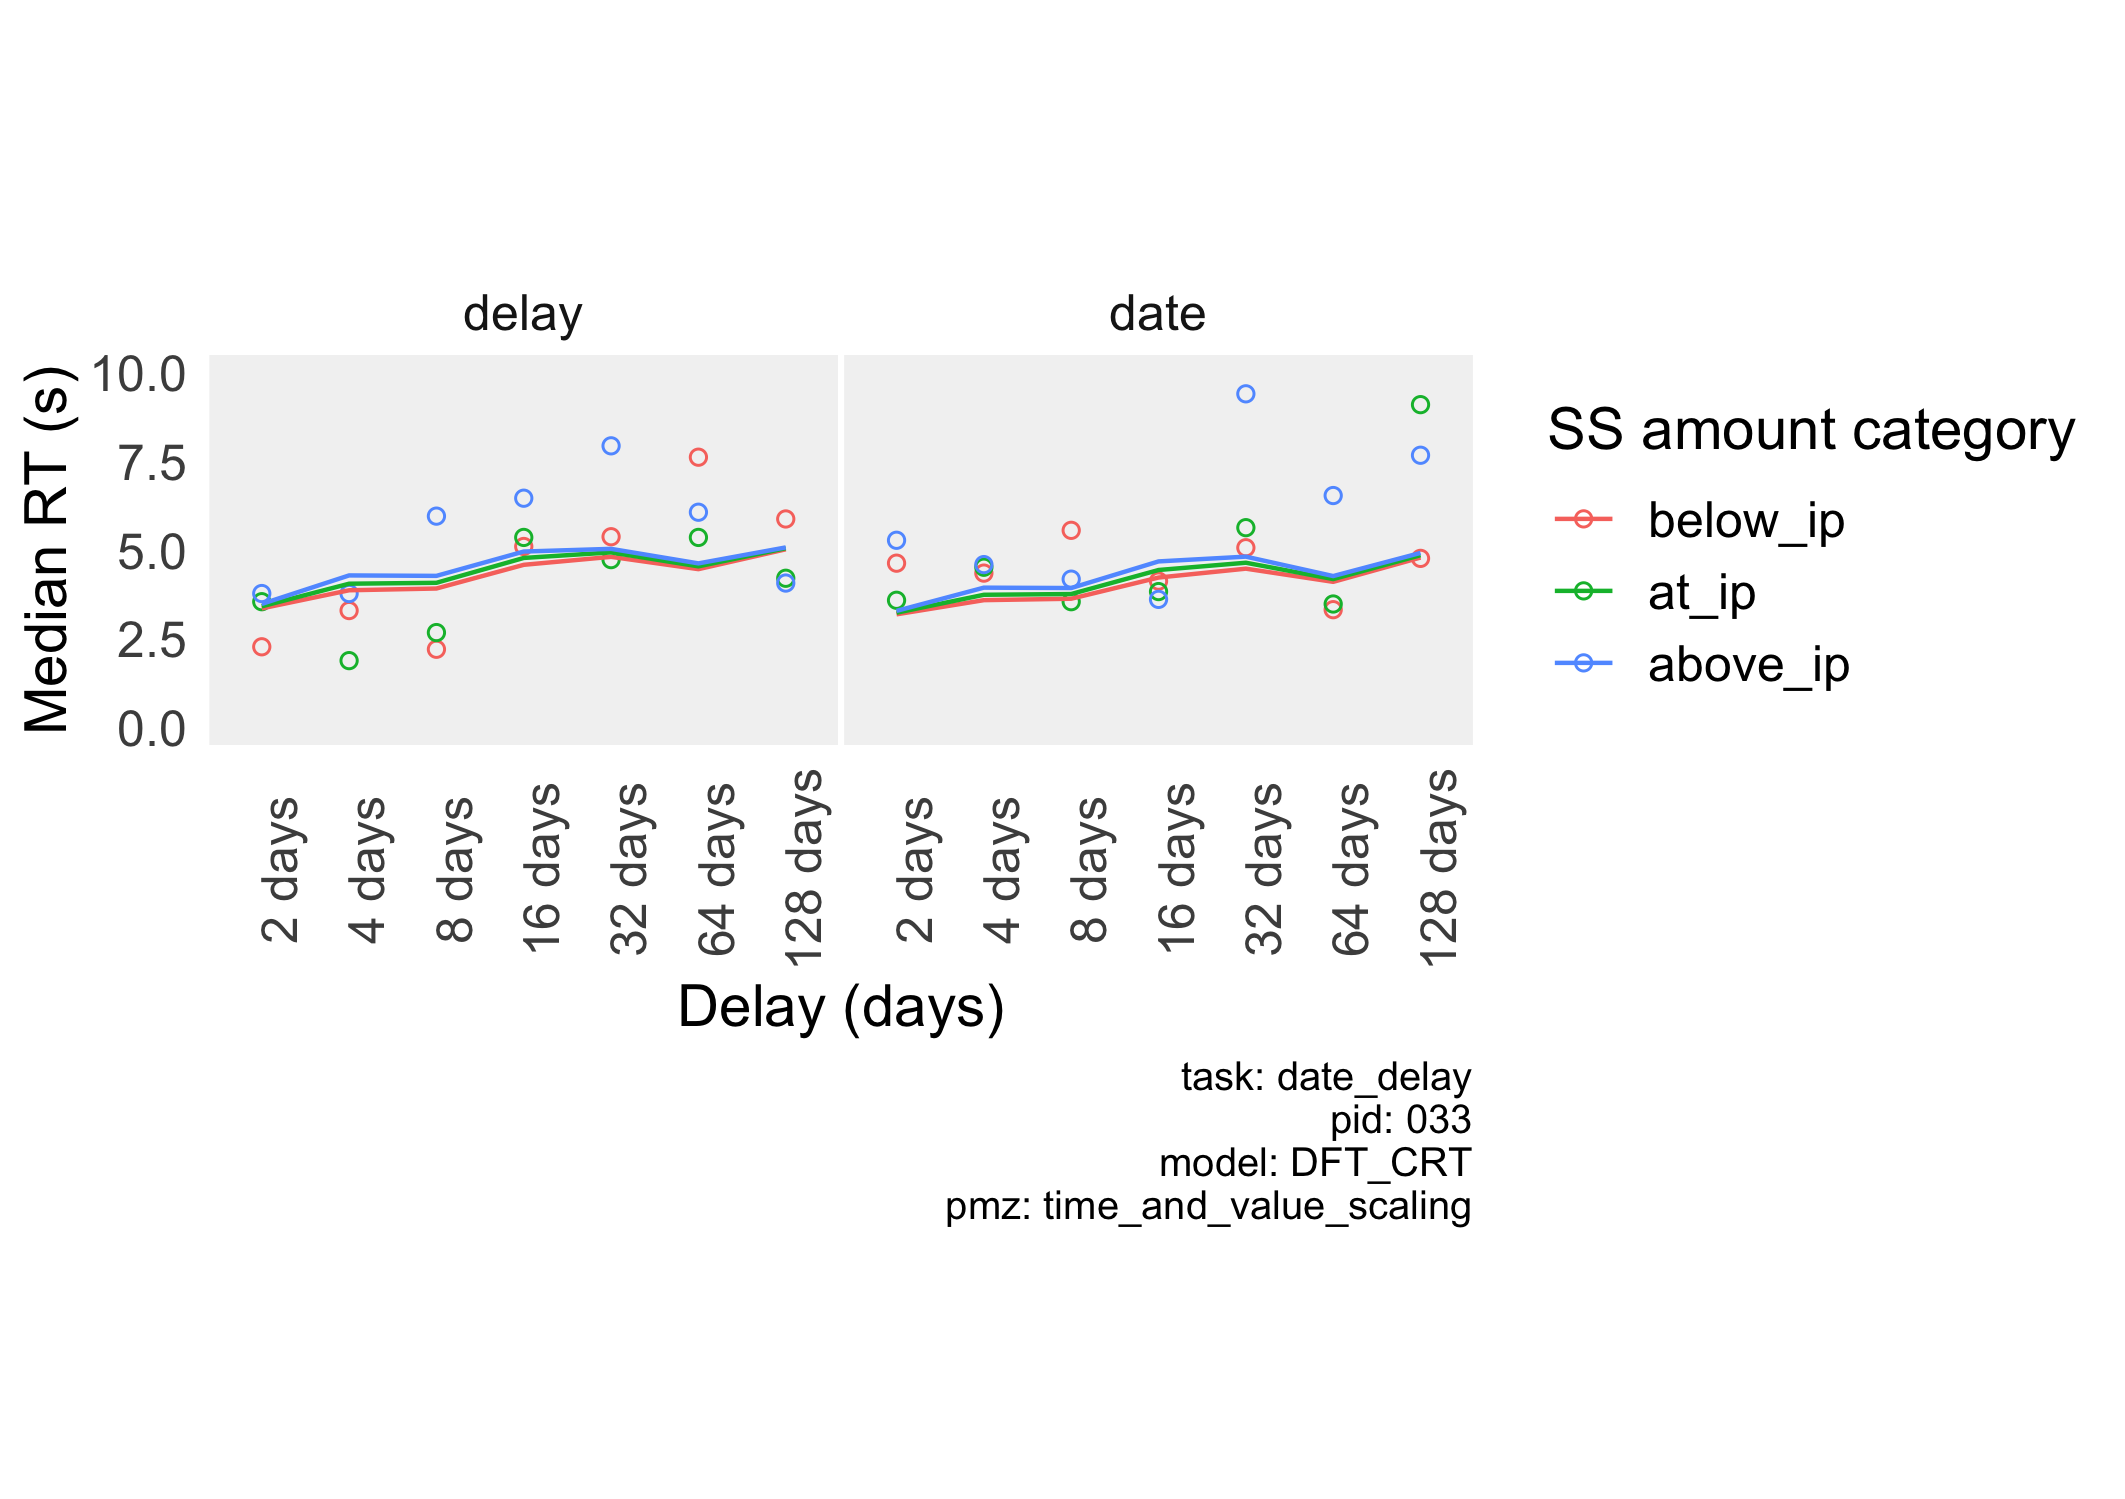 delay
date
Median RT (s)
10.0
7.5
5.0
2.5
0.0
2 days
4 days
8 days
16 days
32 days
64 days
128 days
2 days
4 days
8 days
16 days
32 days
64 days
128 days
Delay (days)
SS amount category
below_ip
at_ip
above_ip
task: date_delay
pid: 033
model: DFT_CRT
pmz: time_and_value_scaling